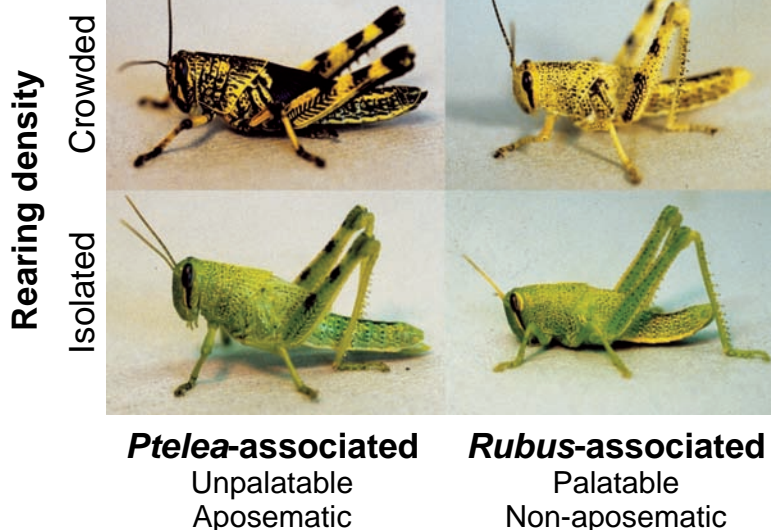 Rearing density
Crowded
Isolated
Ptelea-associated
Unpalatable
Aposematic
Rubus-associated
Palatable
Non-aposematic